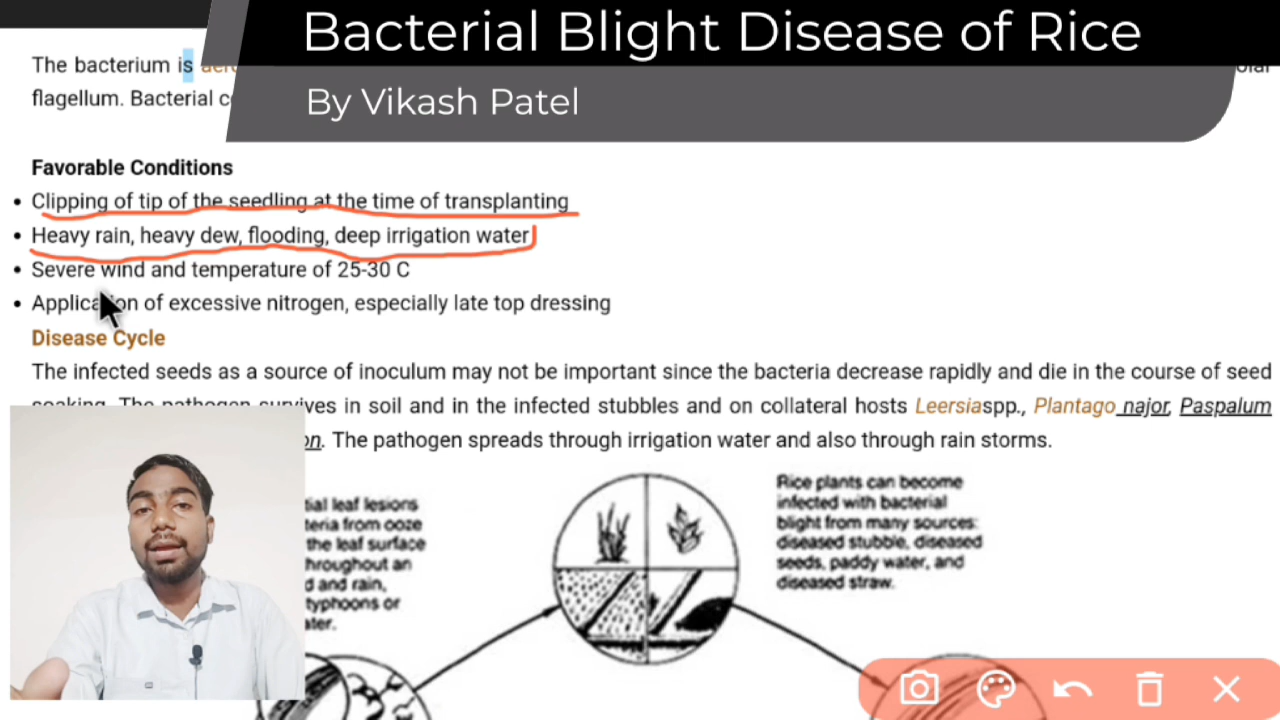 Bacterial Blight Disease of Rice
By Vikash Patel
The bacterium is
flagellum. Bacterial
Favorable Conditions
• Clipping of tip of the seedling at the time of transplanting
• Heavy rain, heavy dew, flooding, deep irrigation water
• Severe wind and temperature of 25-30 C
• Application of excessive nitrogen, especially late top dressing
Disease Cycle
The infected seeds as a source of inoculum may not be important since the bacteria decrease rapidly and die in the course of seed
soaking. The pathogen survives in soil and in the infected stubbles and on collateral hosts Leersiaspp., Plantago najor, Paspalum
. The pathogen spreads through irrigation water and also through rain storms.
leaf lesions
from ooze
the leaf surface
an
and rain,
typhoons or
Rice plants can become
infected with bacterial
blight from many sources:
diseased stubble, diseased
seeds, paddy water, and
diseased straw.